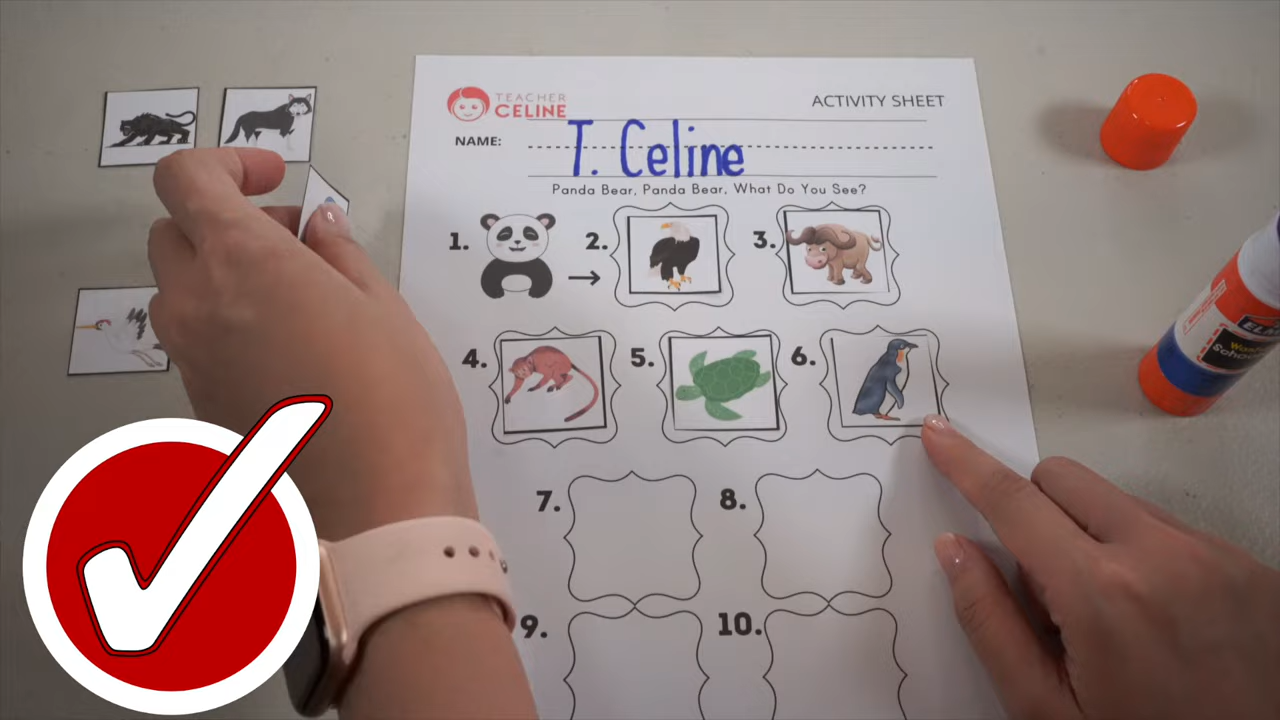 TEACHER
CELINE
ACTIVITY SHEET
NAME: T. Celine
Panda Bear, Panda Bear, What Do You See?
1. 2. 3.
4. 5. 6.
7. 8.
9. 10.